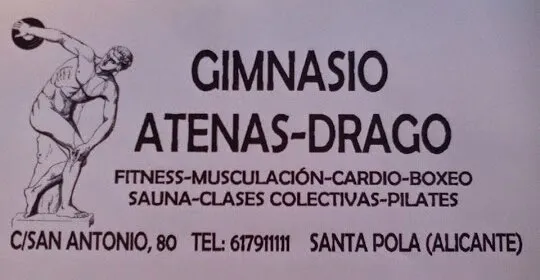 GIMNASIO
ATENAS-DRAGO
FITNESS-MUSCULACIÓN-CARDIO-BOXEO
SAUNA-CLASES COLECTIVAS-PILATES
C/SAN ANTONIO, 80 TEL: 617911111 SANTA POLA (ALICANTE)